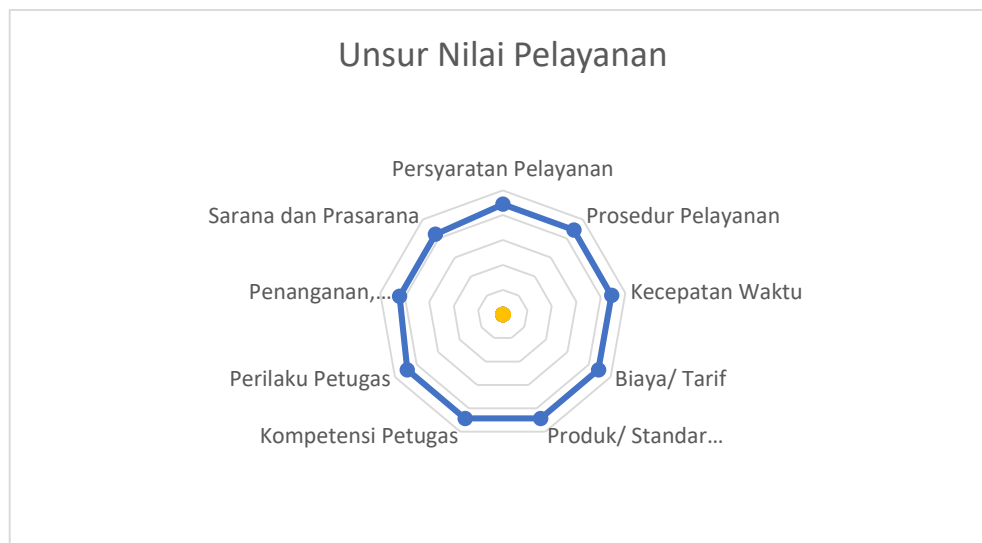 Unsur Nilai Pelayanan
Persyaratan Pelayanan
Prosedur Pelayanan
Kecepatan Waktu
Biaya/ Tarif
Produk/ Standar...
Kompetensi Petugas
Perilaku Petugas
Penanganan,...
Sarana dan Prasarana